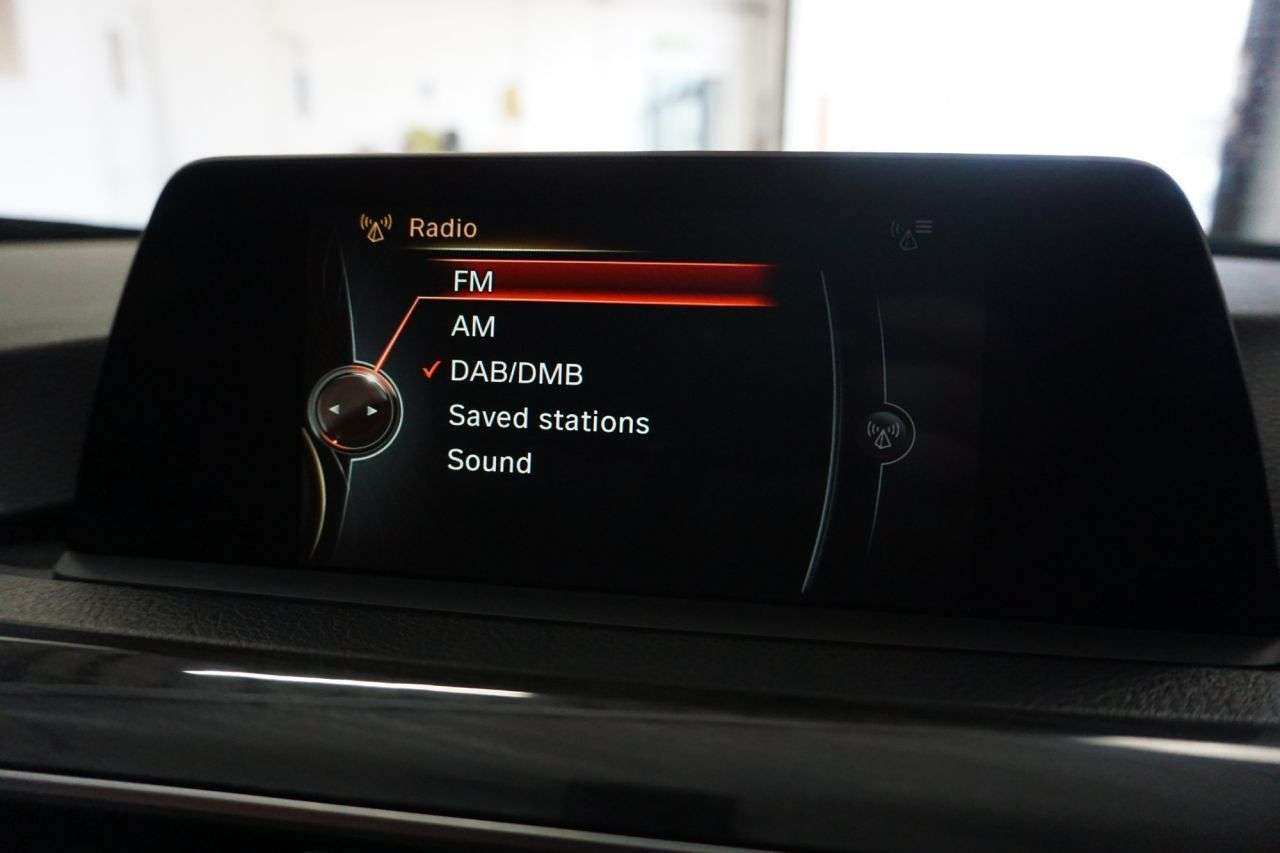 Radio
FM
AM
✓ DAB/DMB
Saved stations
Sound